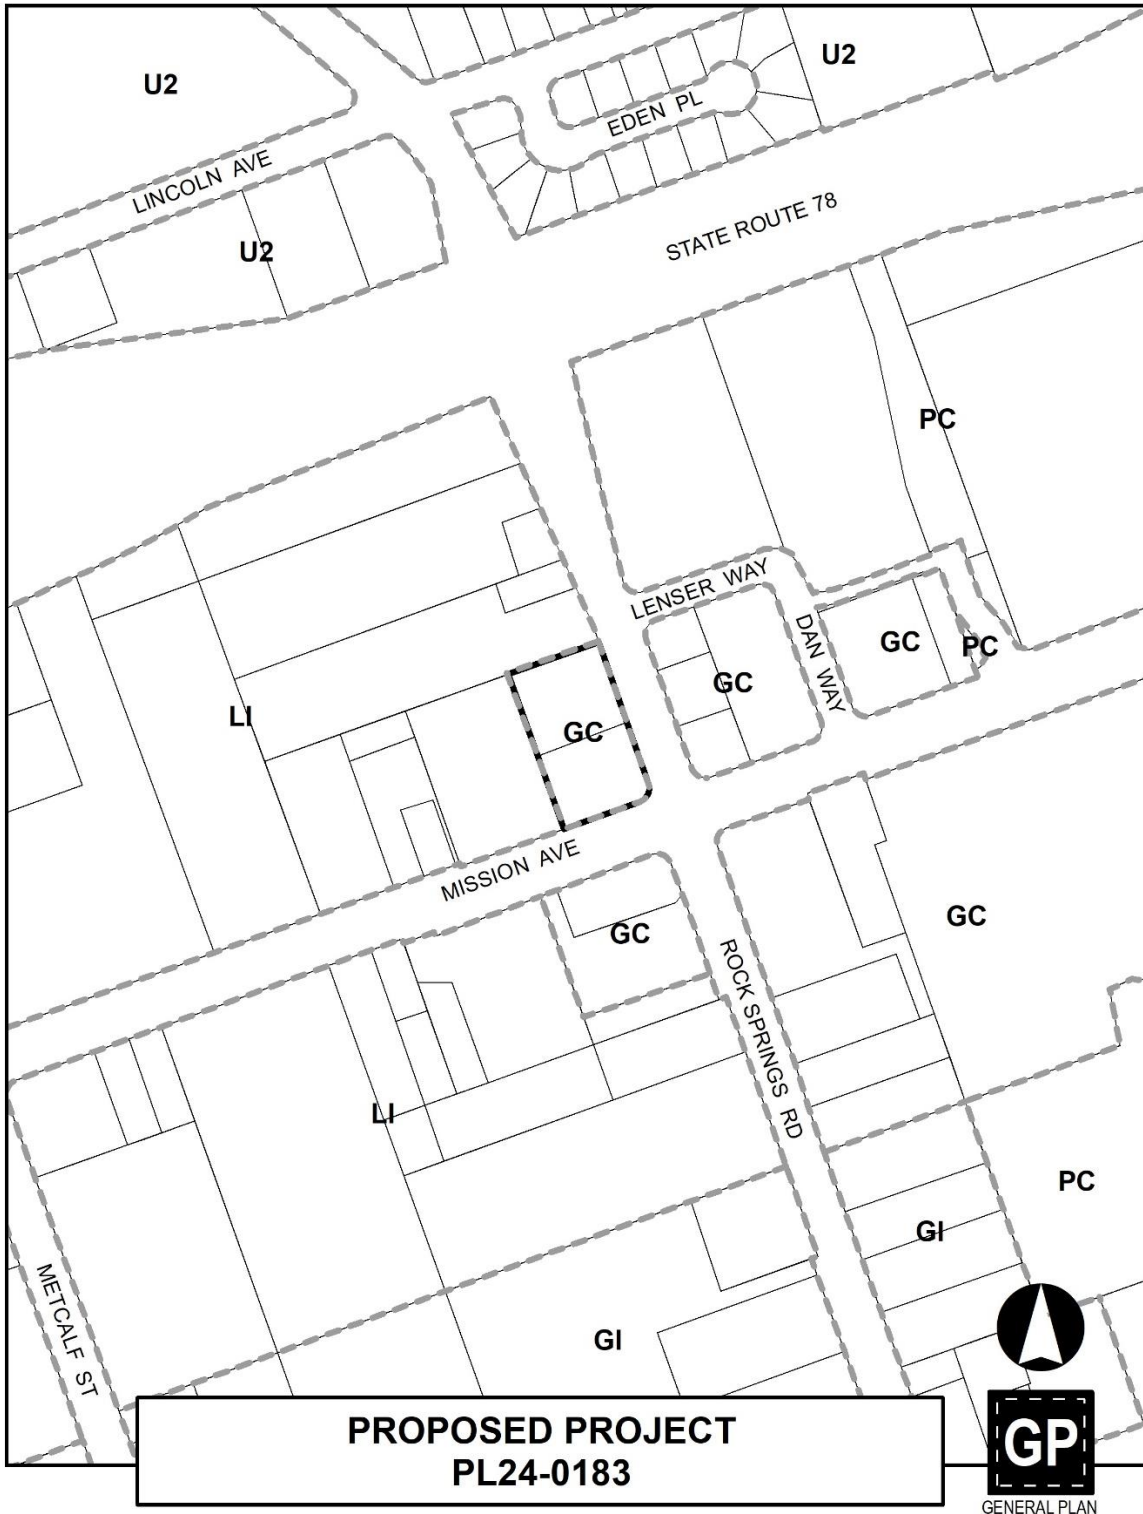 U2
U2
EDEN PL
LINCOLN AVE
U2
STATE ROUTE 78
PC
LENSER WAY
DAN WAY
GC
PC
GC
LI
GC
MISSION AVE
GC
GC
ROCK SPRINGS RD
LI
PC
GI
METCALF ST
GI
PROPOSED PROJECT
PL24-0183
GP
GENERAL PLAN